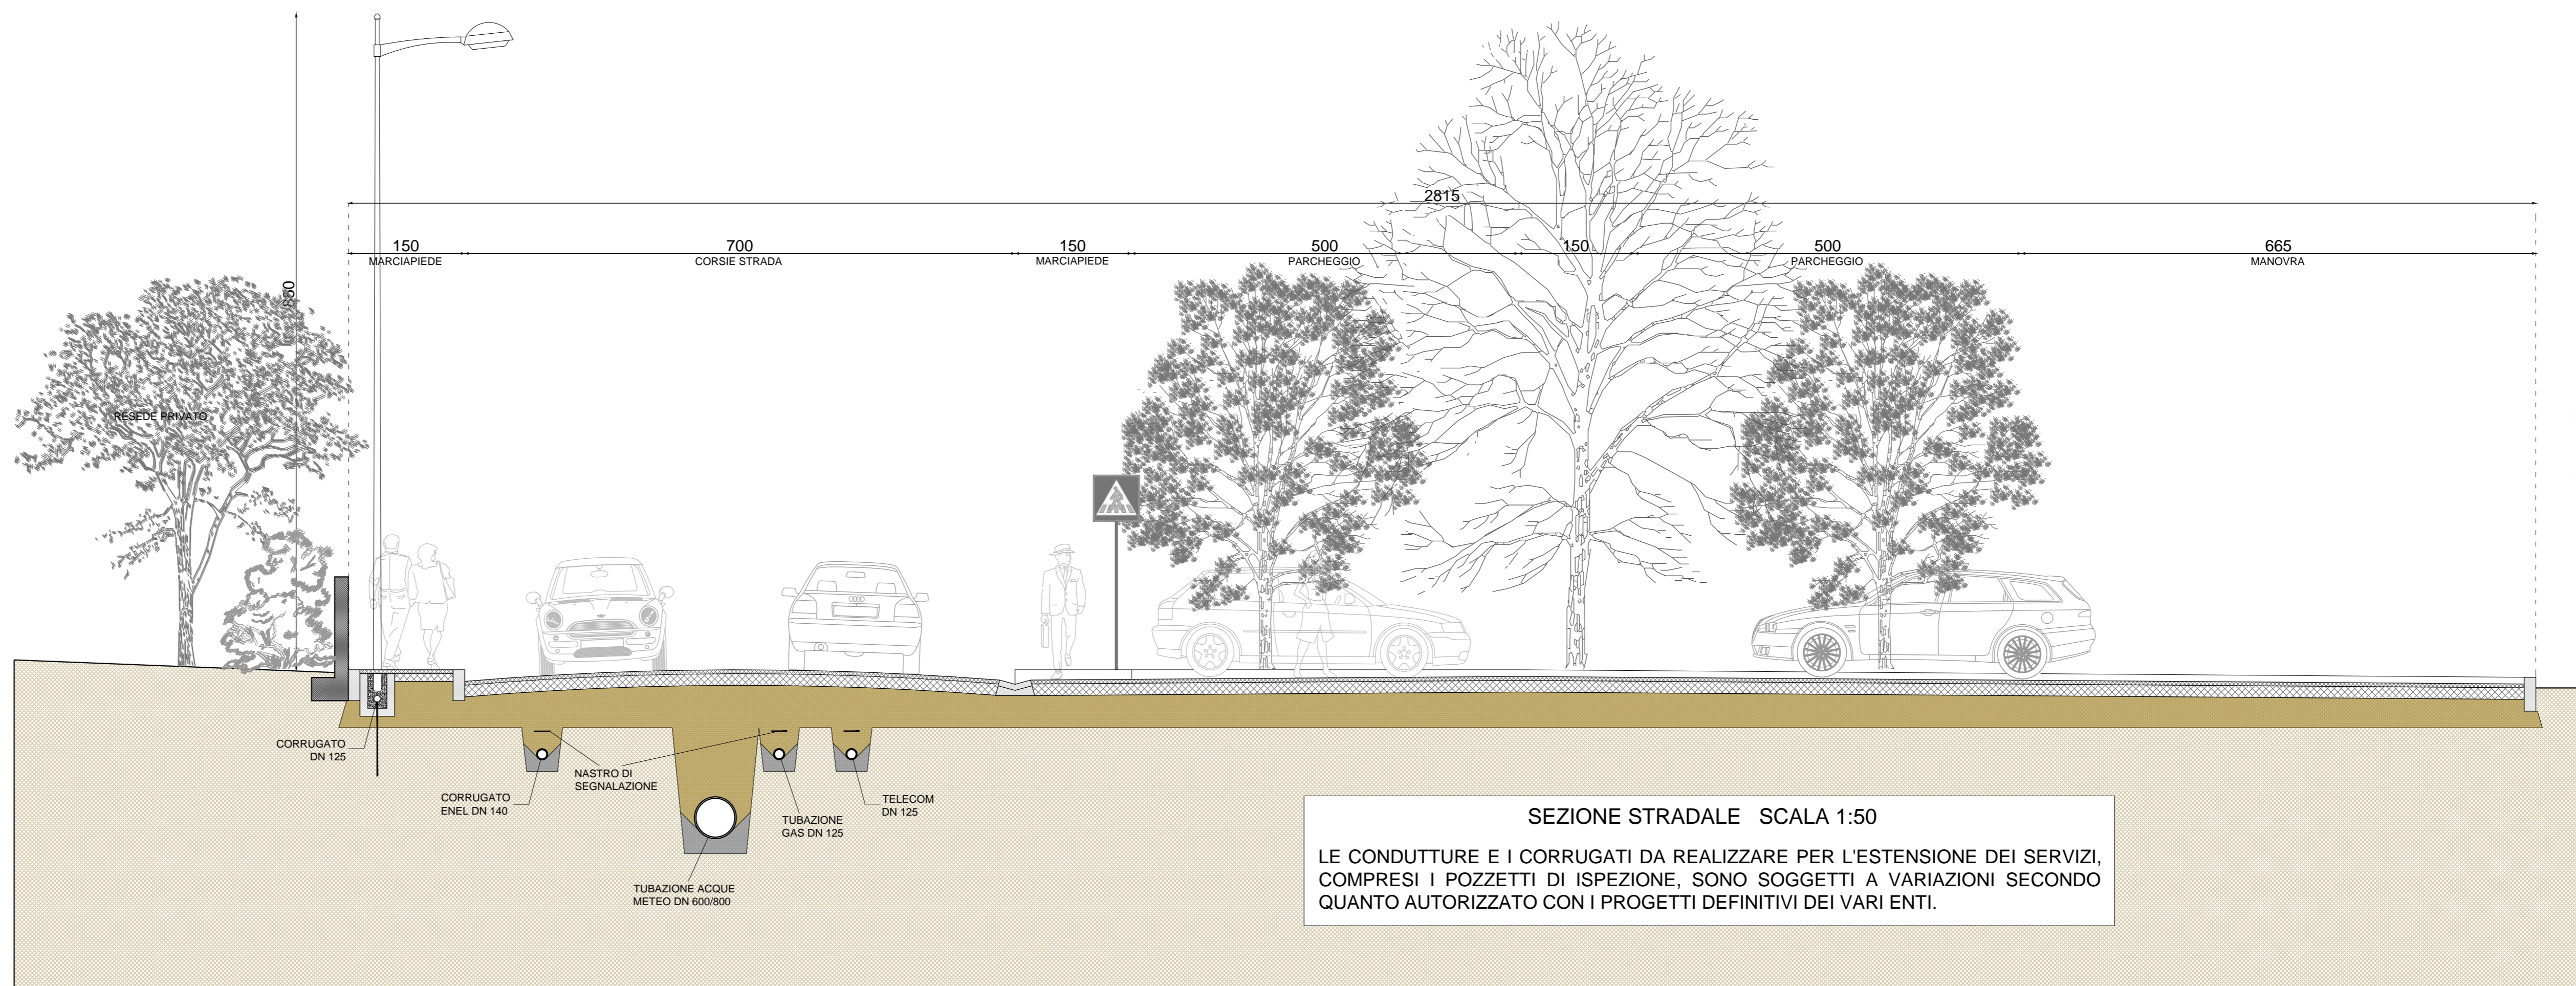 2815
150
700
150
500
150
500
665
MARCIAPIEDE
CORSIE STRADA
MARCIAPIEDE
PARCHEGGIO
PARCHEGGIO
MANOVRA
850
RESEDE PRIVATO
CORRUGATO
DN 125
CORRUGATO
ENEL DN 140
NASTRO DI
SEGNALAZIONE
TUBAZIONE ACQUE
METEO DN 600/800
TUBAZIONE
GAS DN 125
TELECOM
DN 125
SEZIONE STRADALE SCALA 1:50
LE CONDUTTURE E I CORRUGATI DA REALIZZARE PER L'ESTENSIONE DEI SERVIZI,
COMPRESI I POZZETTI DI ISPEZIONE, SONO SOGGETTI A VARIAZIONI SECONDO
QUANTO AUTORIZZATO CON I PROGETTI DEFINITIVI DEI VARI ENTI.